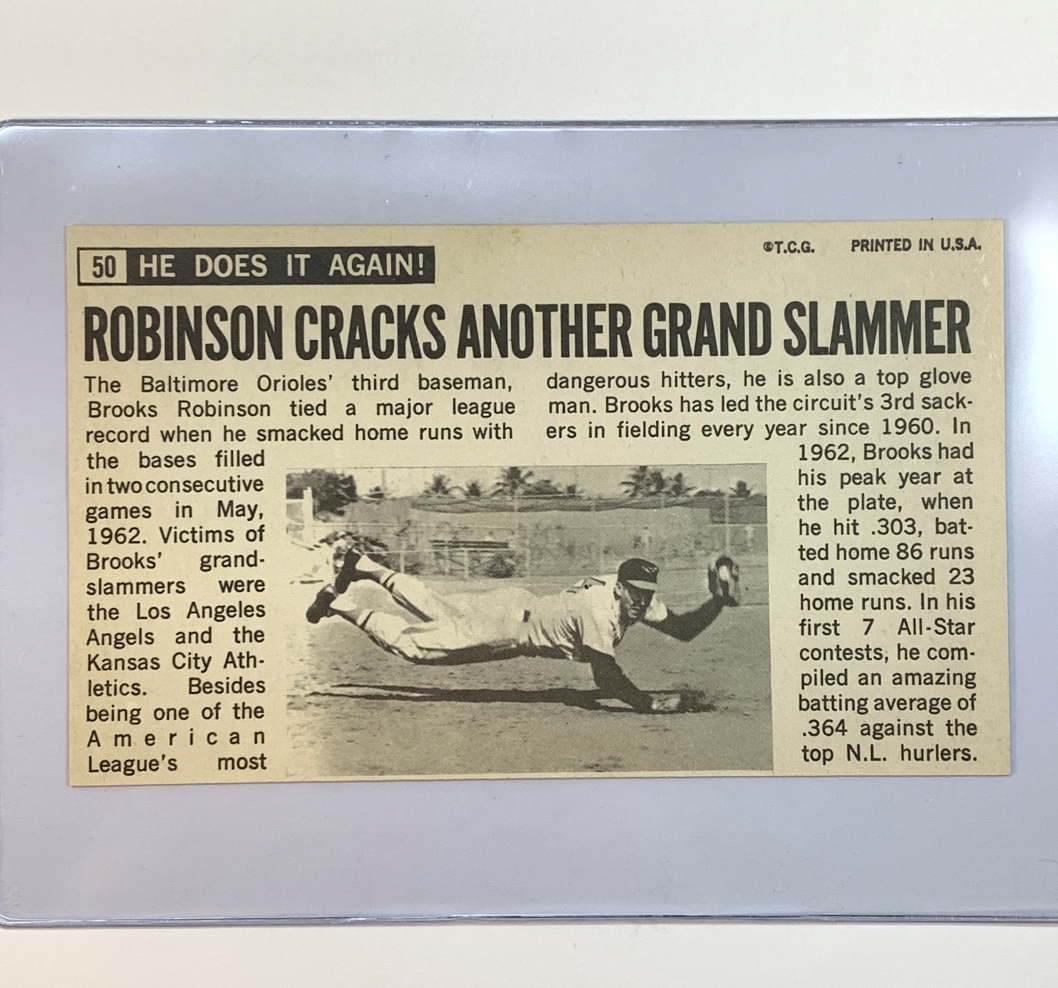 50 HE DOES IT AGAIN!
©T.C.G. PRINTED IN U.S.A.
ROBINSON CRACKS ANOTHER GRAND SLAMMER
The Baltimore Orioles' third baseman,
Brooks Robinson tied a major league
record when he smacked home runs with
the bases filled
in two consecutive
games in May,
1962. Victims of
Brooks' grand-
slammers were
the Los Angeles
Angels and the
Kansas City Ath-
letics. Besides
being one of the
American
League's most
dangerous hitters, he is also a top glove
man. Brooks has led the circuit's 3rd sack-
ers in fielding every year since 1960. In
1962, Brooks had
his peak year at
the plate, when
he hit .303, bat-
ted home 86 runs
and smacked 23
home runs. In his
first 7 All-Star
contests, he com-
piled an amazing
batting average of
.364 against the
top N.L. hurlers.